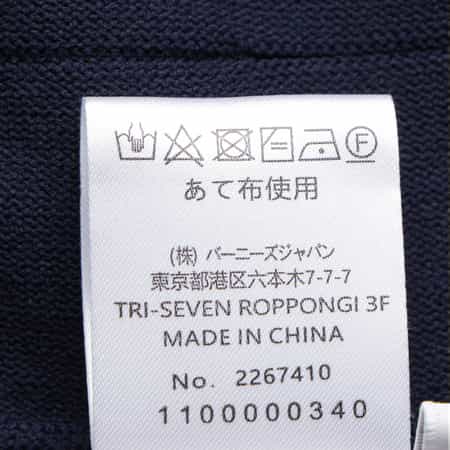 F
あて布使用
(株) バーニーズジャパン
東京都港区六本木7-7-7
TRI-SEVEN ROPPONGI 3F
MADE IN CHINA
No. 2267410
1100000340